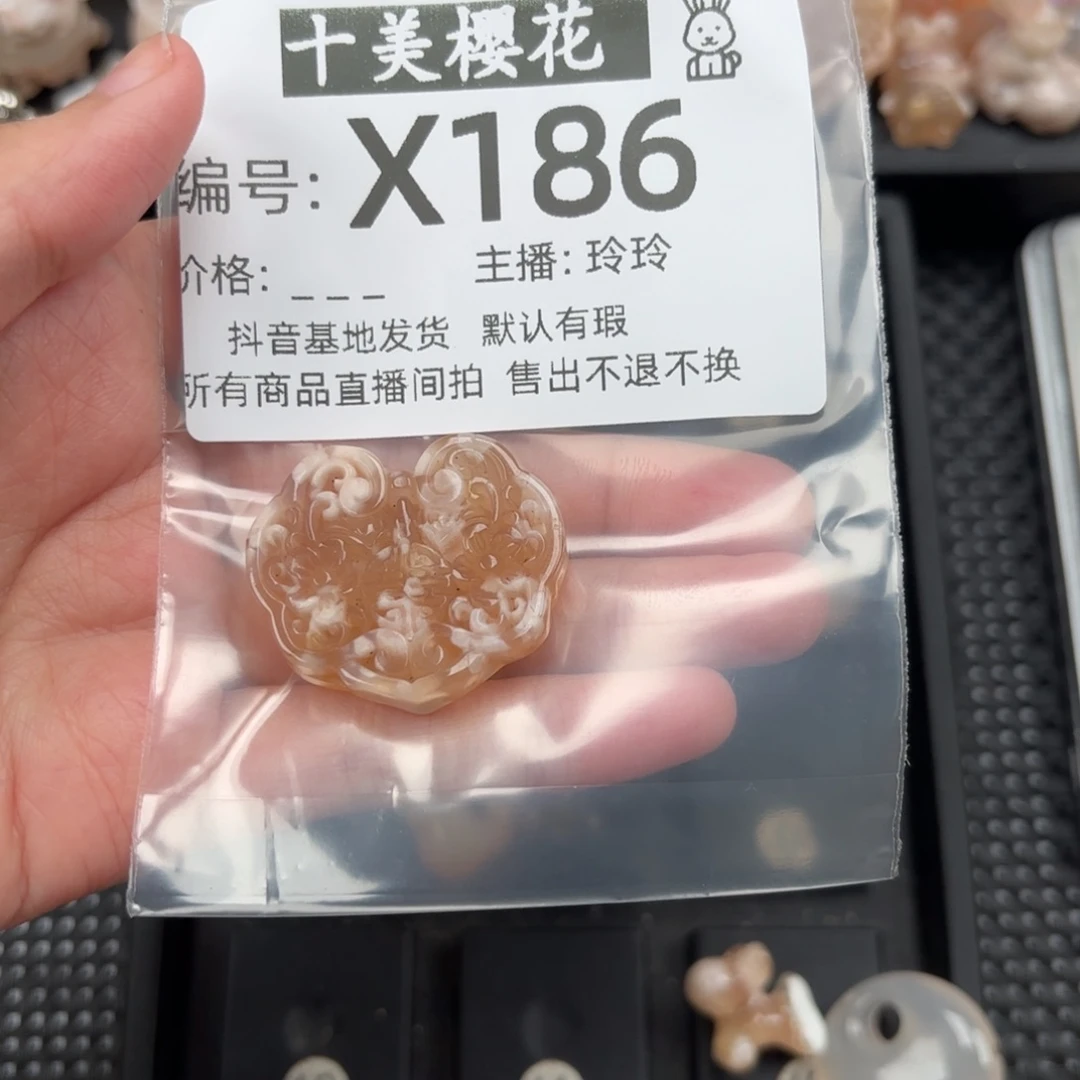 十美樱花
编号: X186
价格: _ _ _ 主播: 玲玲
抖音基地发货 默认有瑕
所有商品直播间拍 售出不退不换